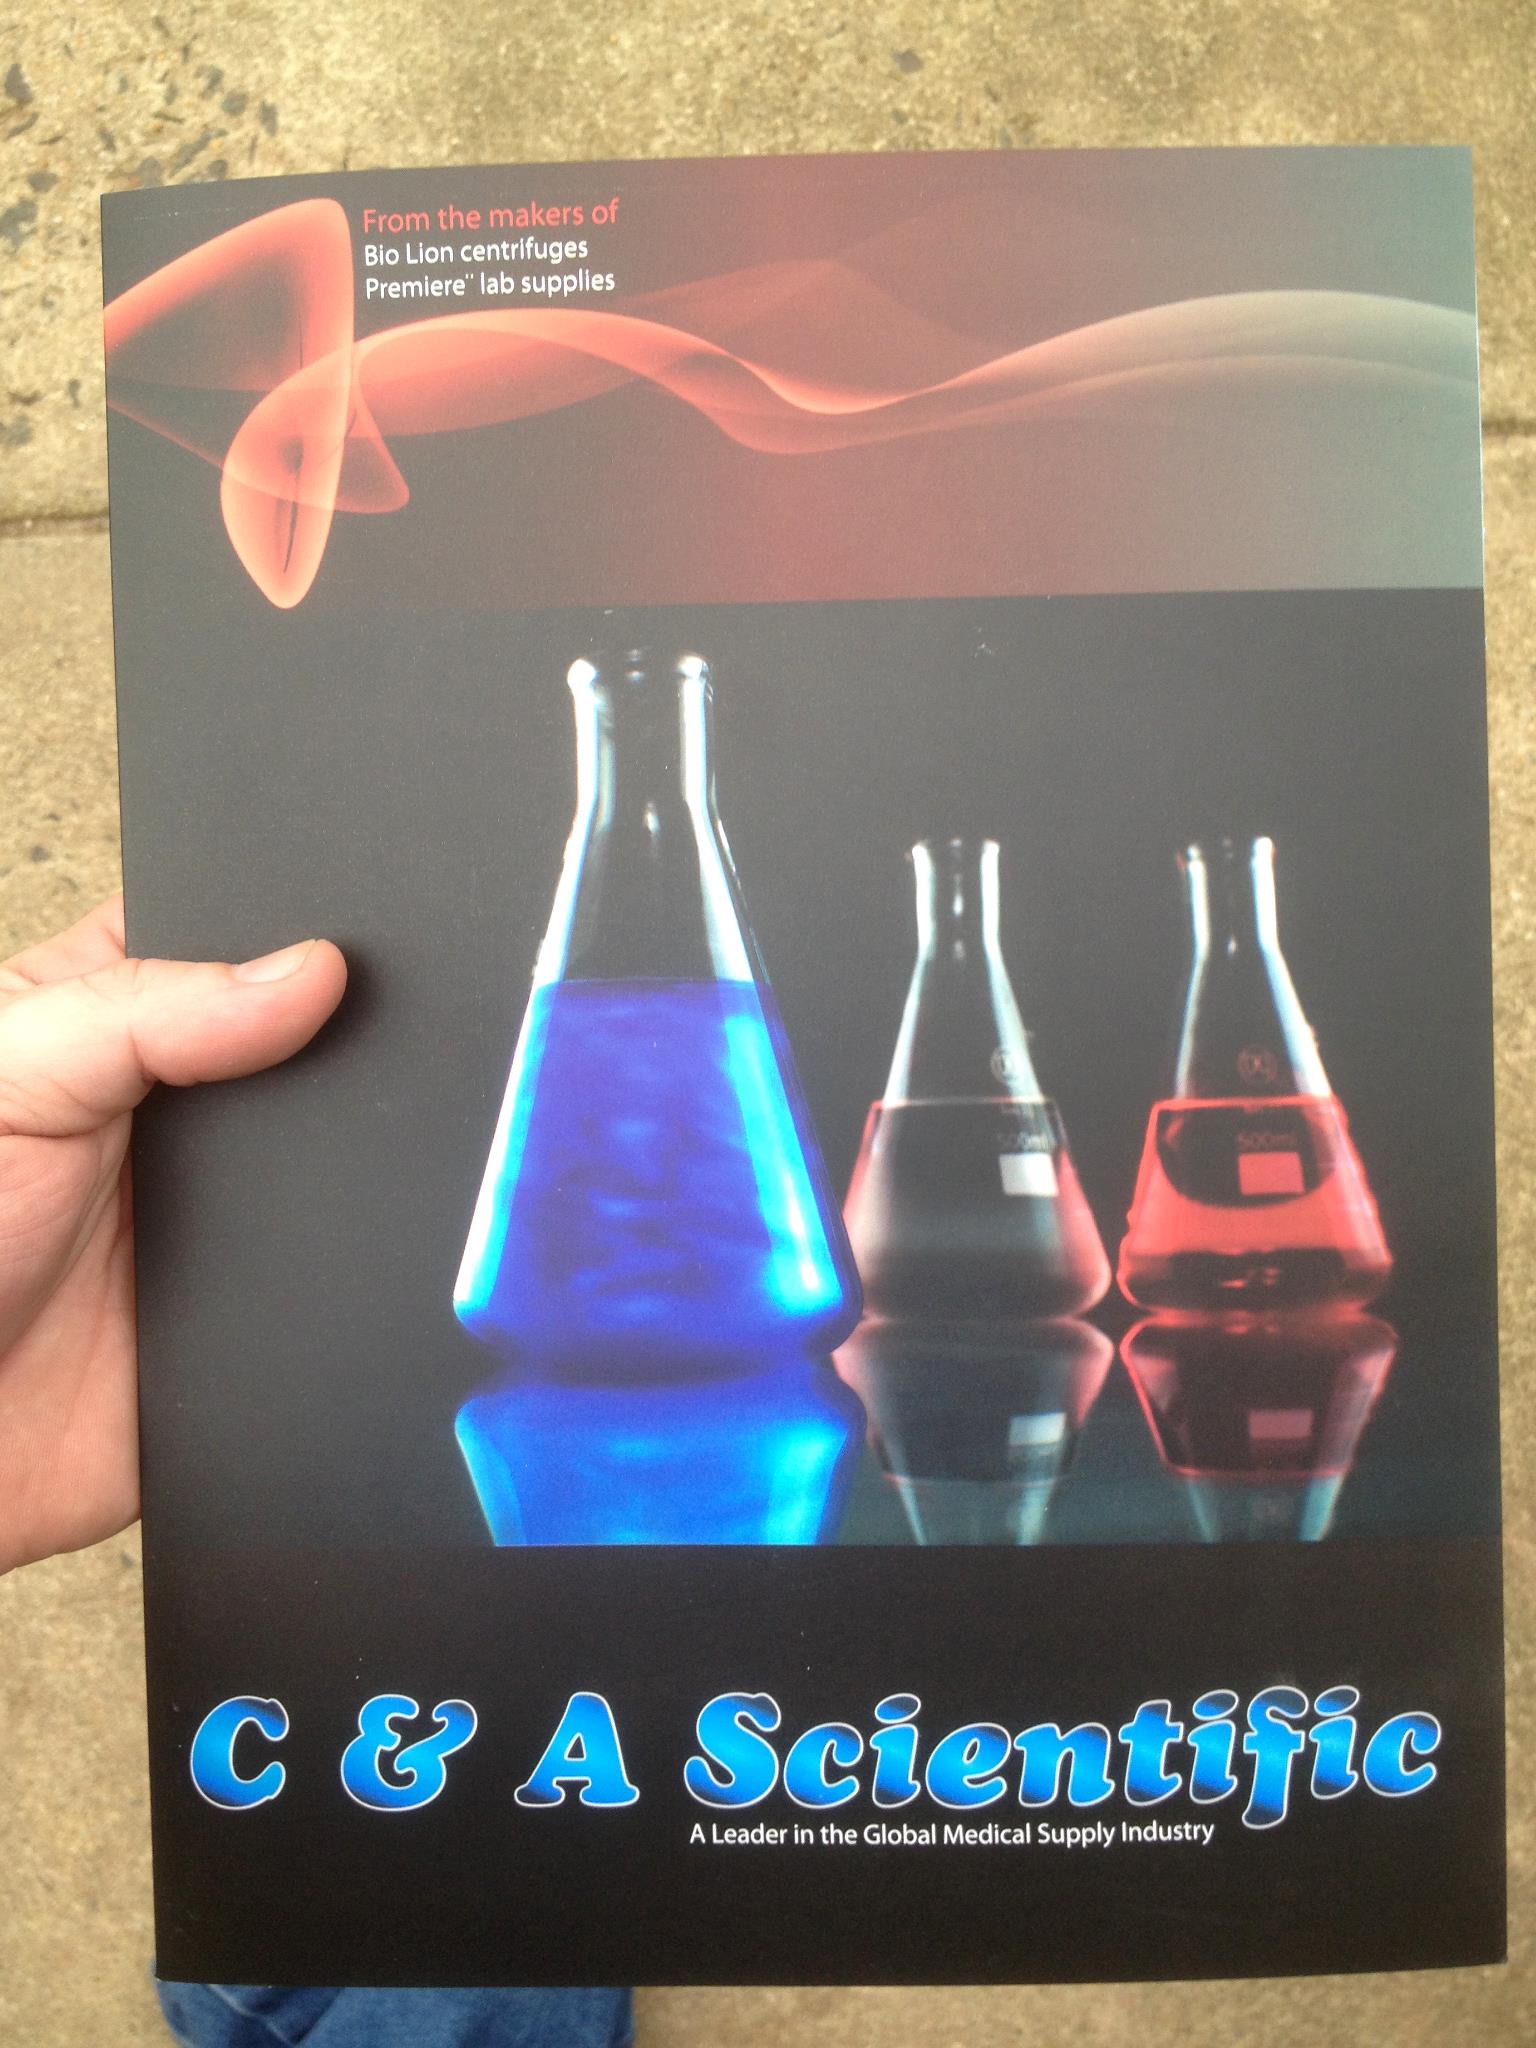 From the makers of
Bio Lion centrifuges
Premiere¨ lab supplies
500ml
500ml
C & A Scientific
A Leader in the Global Medical Supply Industry